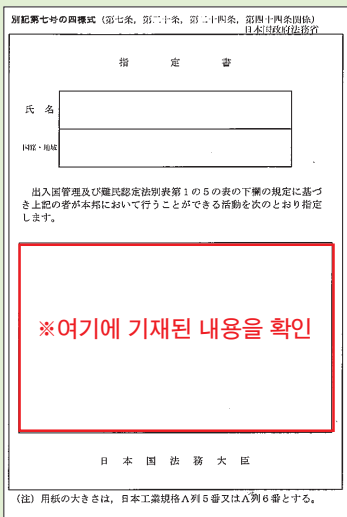 別記第七号の四様式（第七条，第二十条，第二十四条，第四十四条関係）
日本国政府法務省
指定書
氏名
国籍・地域
出入国管理及び難民認定法別表第１の５の表の下欄の規定に基づ
き上記の者が本邦において行うことができる活動を次のとおり指定
します。
※여기에 기재된 내용을 확인
日本国法務大臣
（注）用紙の大きさは，日本工業規格Ａ列５番又はＡ列６番とする。